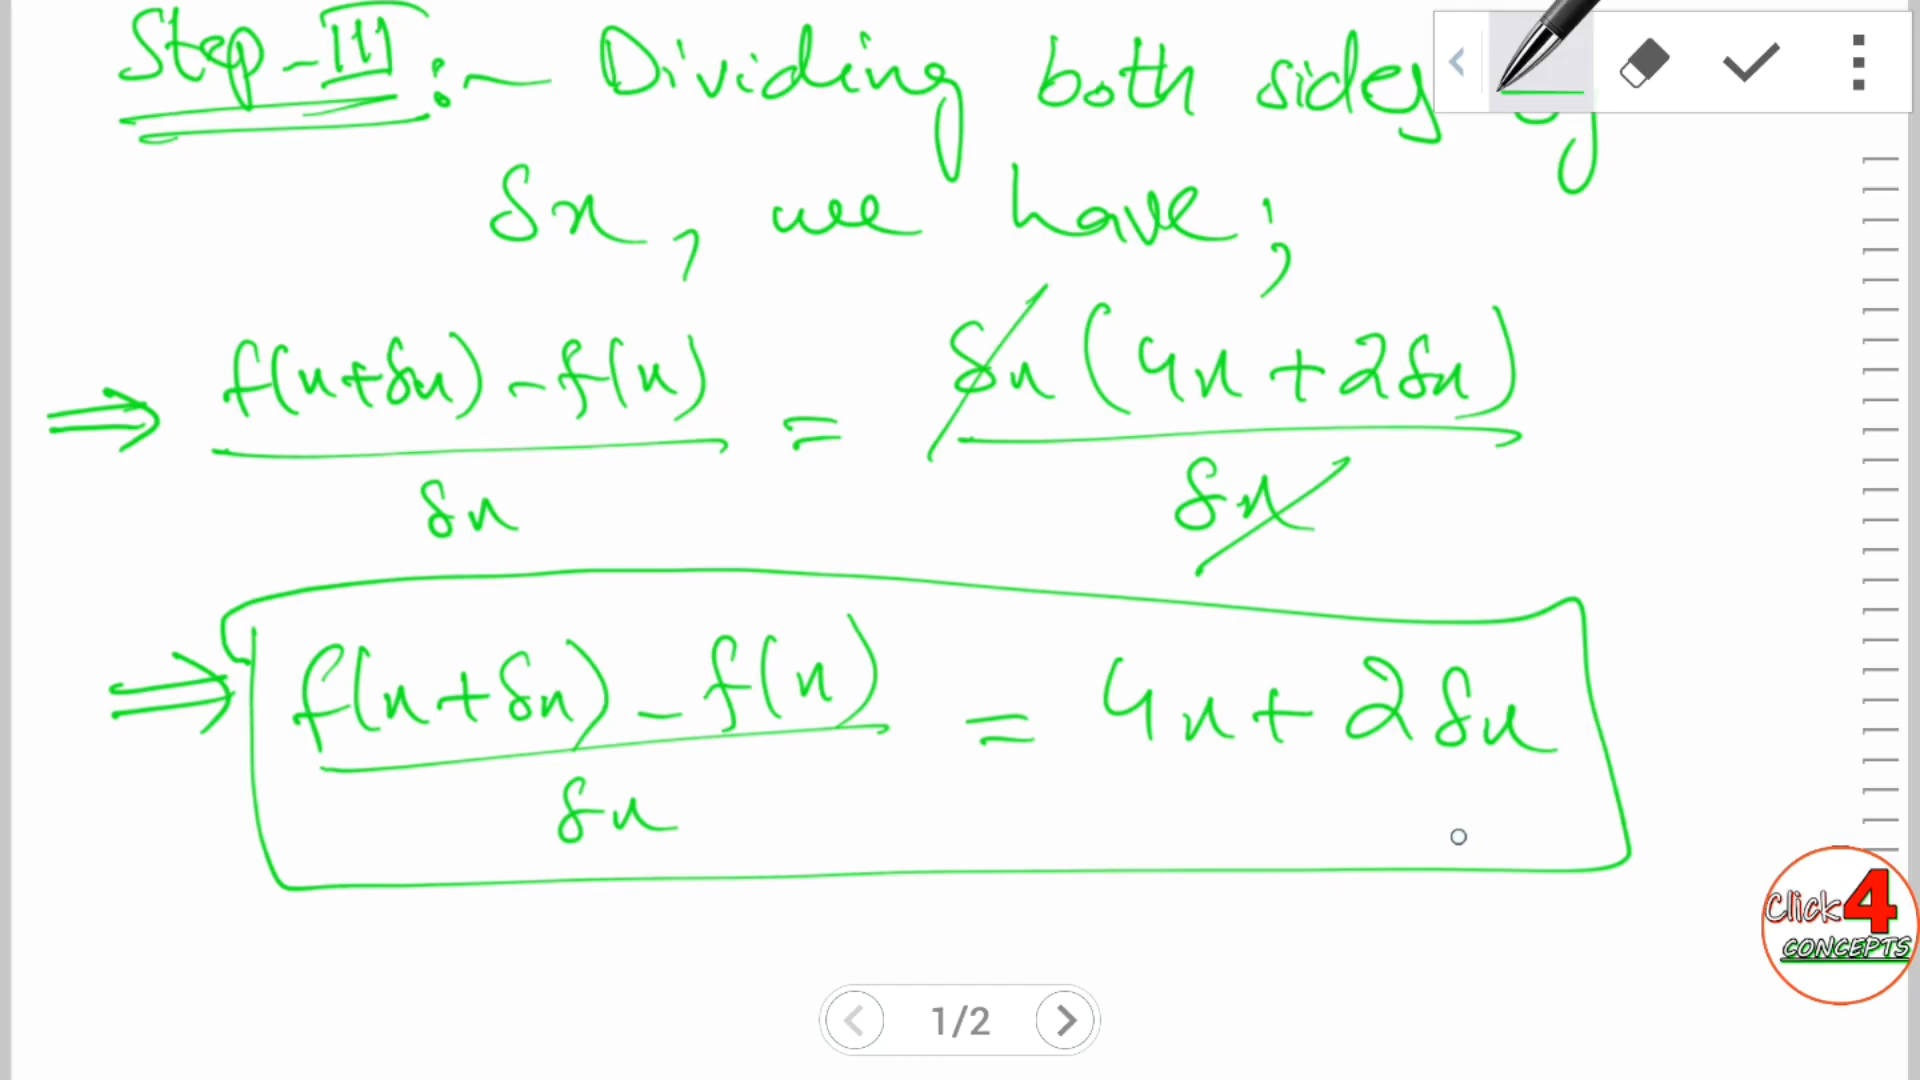 Step-III :- Dividing both sides by
δx, we have;
⇒ f(x+δx) - f(x) / δx = δx (4x + 2δx) / δx
⇒ f(x+δx) - f(x) / δx = 4x + 2δx
Click 4
CONCEPTS
1/2